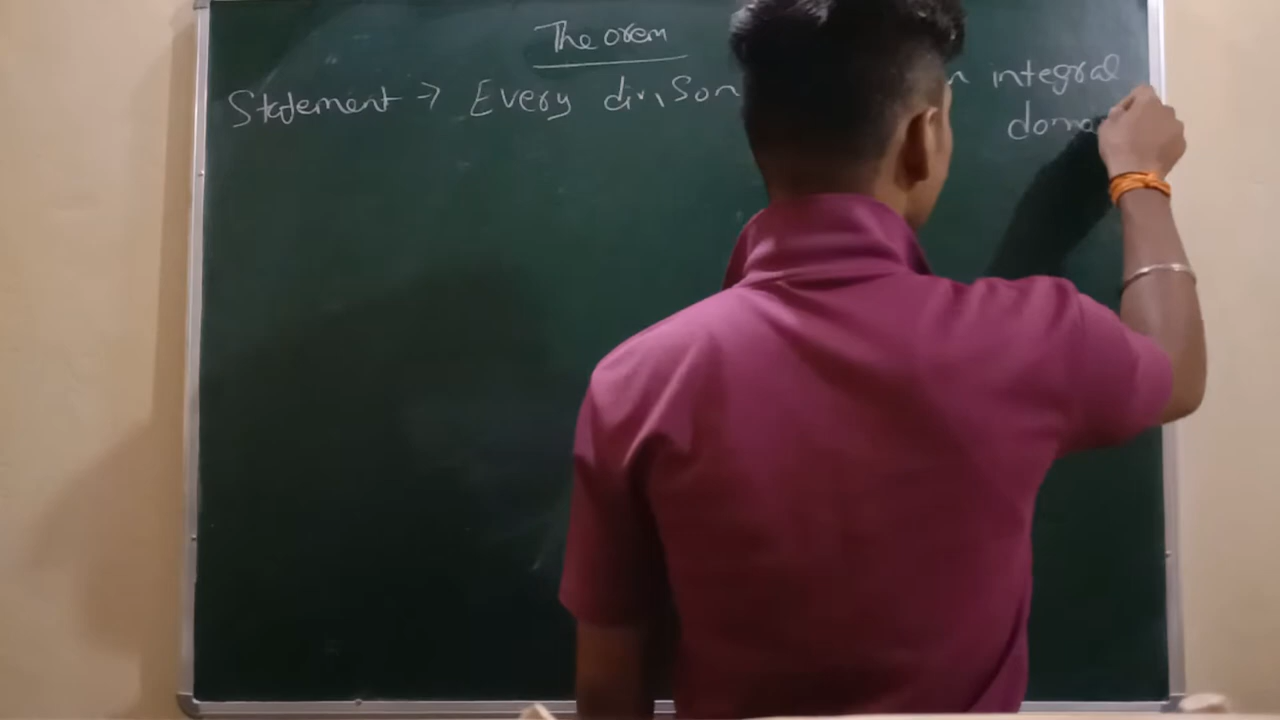 Theorem
Statement → Every divison n integral
doma